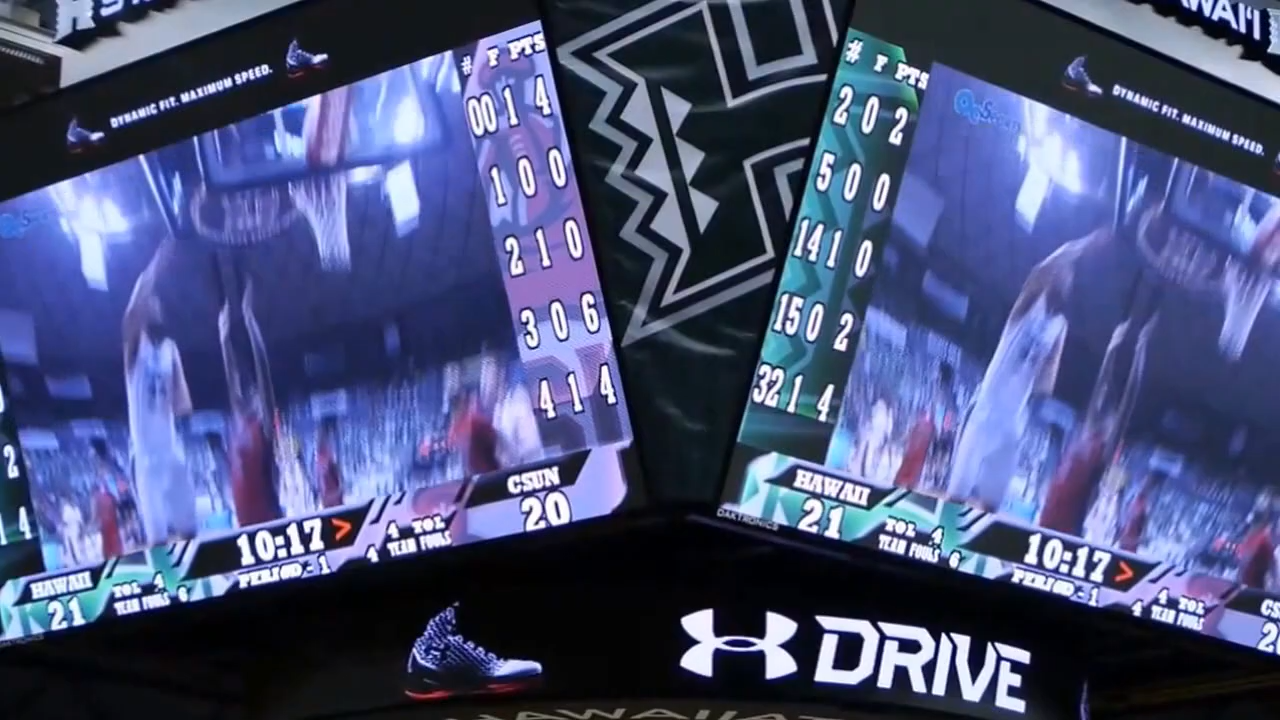 DYNAMIC FIT. MAXIMUM SPEED.
# F PTS
00 1 4
1 0 0
2 1 0
3 0 6
4 1 4
2
4
HAWAII
21
TOL 4
TEAM FOULS 6
10:17 >
PERIOD - 1
4 TOL
4 TEAM FOULS
CSUN
20
HAWAI'I
DYNAMIC FIT. MAXIMUM SPEED.
# F PTS
2 0 2
5 0 0
14 1 0
15 0 2
32 1 4
HAWAII
21
DAKTRONICS
TOL 4
TEAM FOULS 6
10:17 >
PERIOD - 1
4 TOL
4 TEAM FOULS
DRIVE